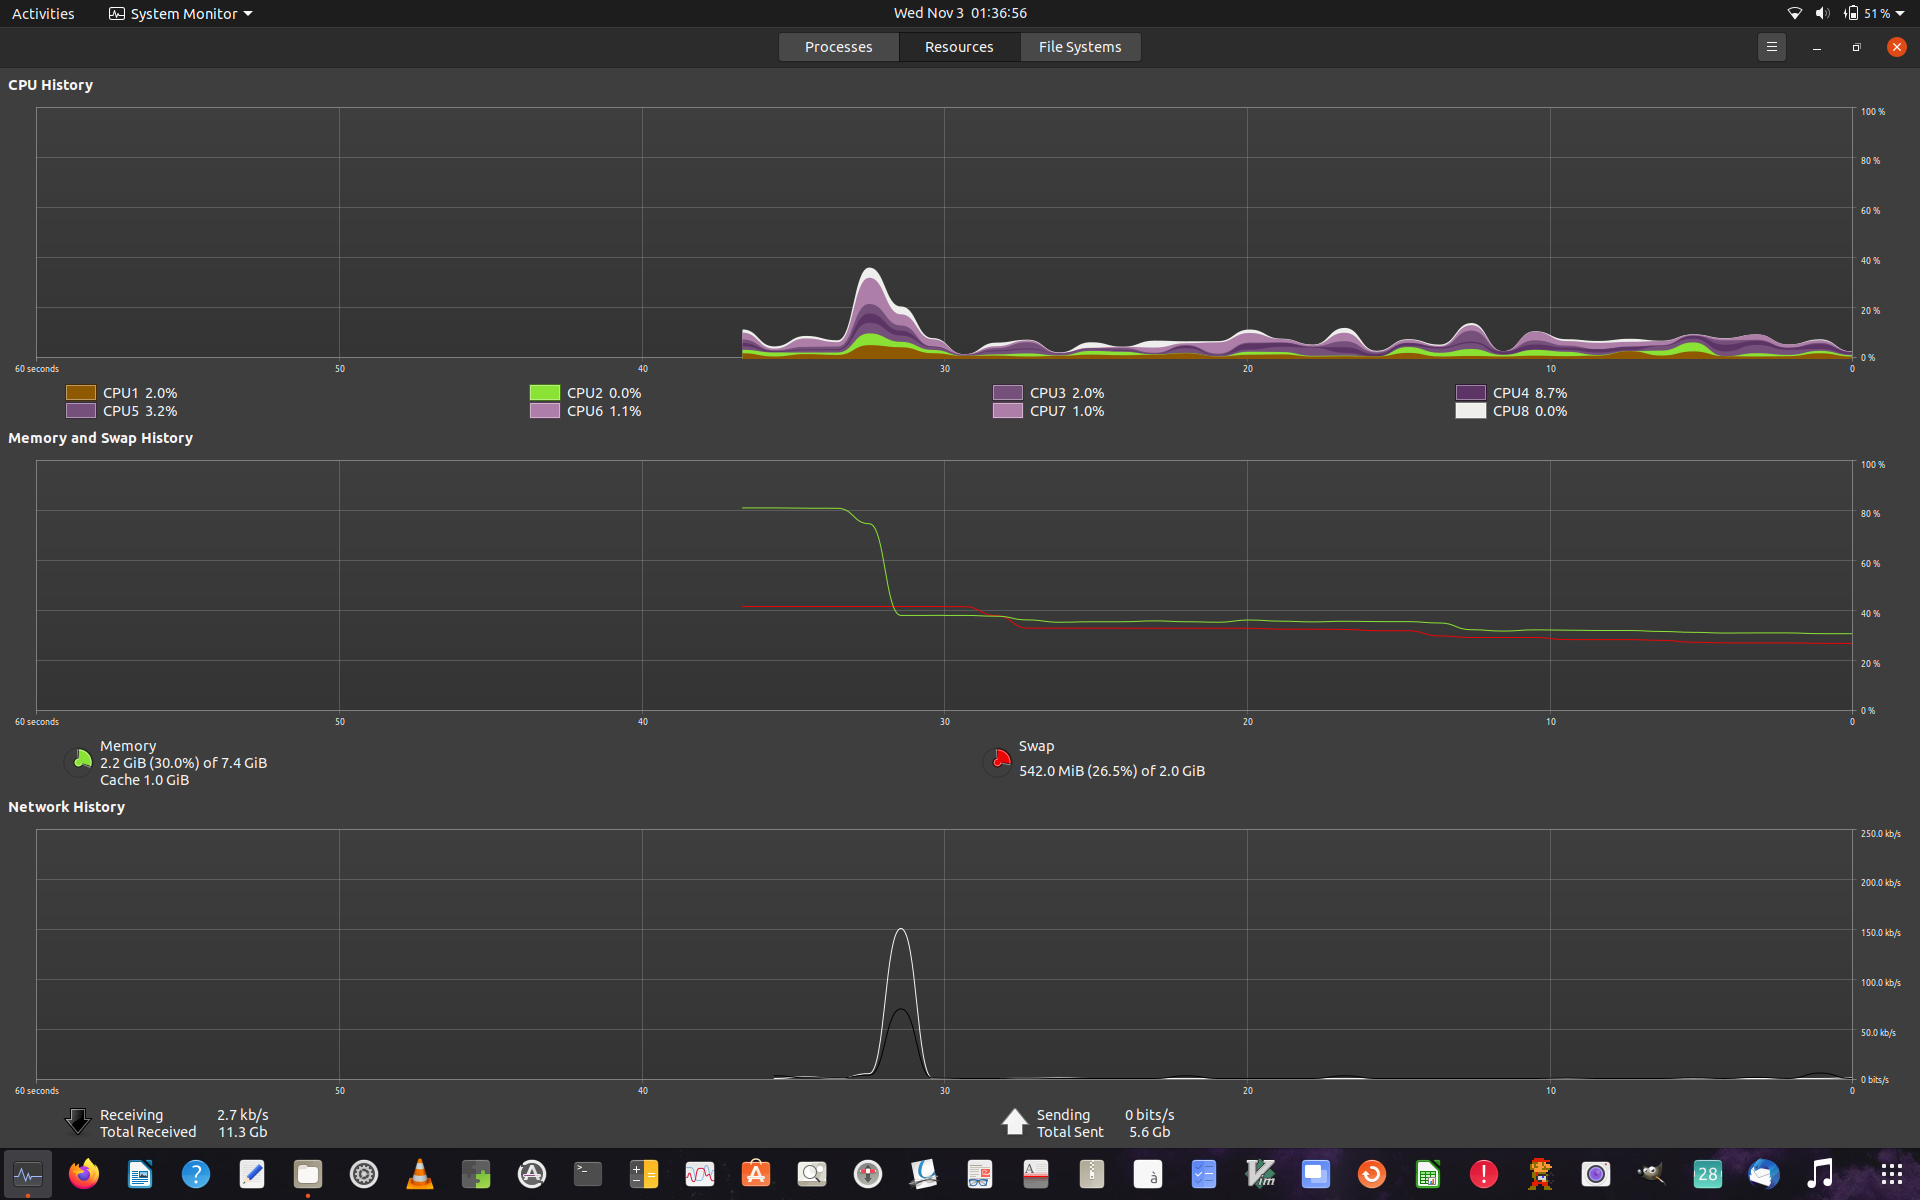 Activities System Monitor Wed Nov 3 01:36:56 51 %
Processes Resources File Systems
CPU History
100 %
80 %
60 %
40 %
20 %
0 %
60 seconds 50 40 30 20 10 0
CPU1 2.0% CPU2 0.0% CPU3 2.0% CPU4 8.7%
CPU5 3.2% CPU6 1.1% CPU7 1.0% CPU8 0.0%
Memory and Swap History
100 %
80 %
60 %
40 %
20 %
0 %
60 seconds 50 40 30 20 10 0
Memory
2.2 GiB (30.0%) of 7.4 GiB
Cache 1.0 GiB
Swap
542.0 MiB (26.5%) of 2.0 GiB
Network History
250.0 kb/s
200.0 kb/s
150.0 kb/s
100.0 kb/s
50.0 kb/s
0 bits/s
60 seconds 50 40 30 20 10 0
Receiving 2.7 kb/s
Total Received 11.3 Gb
Sending 0 bits/s
Total Sent 5.6 Gb
28